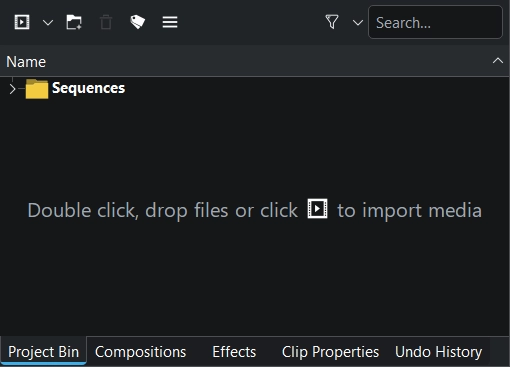 Search...
Name
Sequences
Double click, drop files or click to import media
Project Bin Compositions Effects Clip Properties Undo History